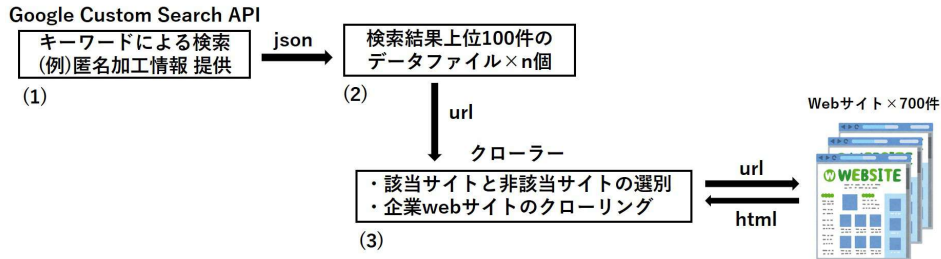 Google Custom Search API
キーワードによる検索
(例)匿名加工情報 提供
(1)
json
検索結果上位100件の
データファイル×n個
(2)
url
クローラー
・該当サイトと非該当サイトの選別
・企業webサイトのクローリング
(3)
url
html
Webサイト×700件
W WEBSITE